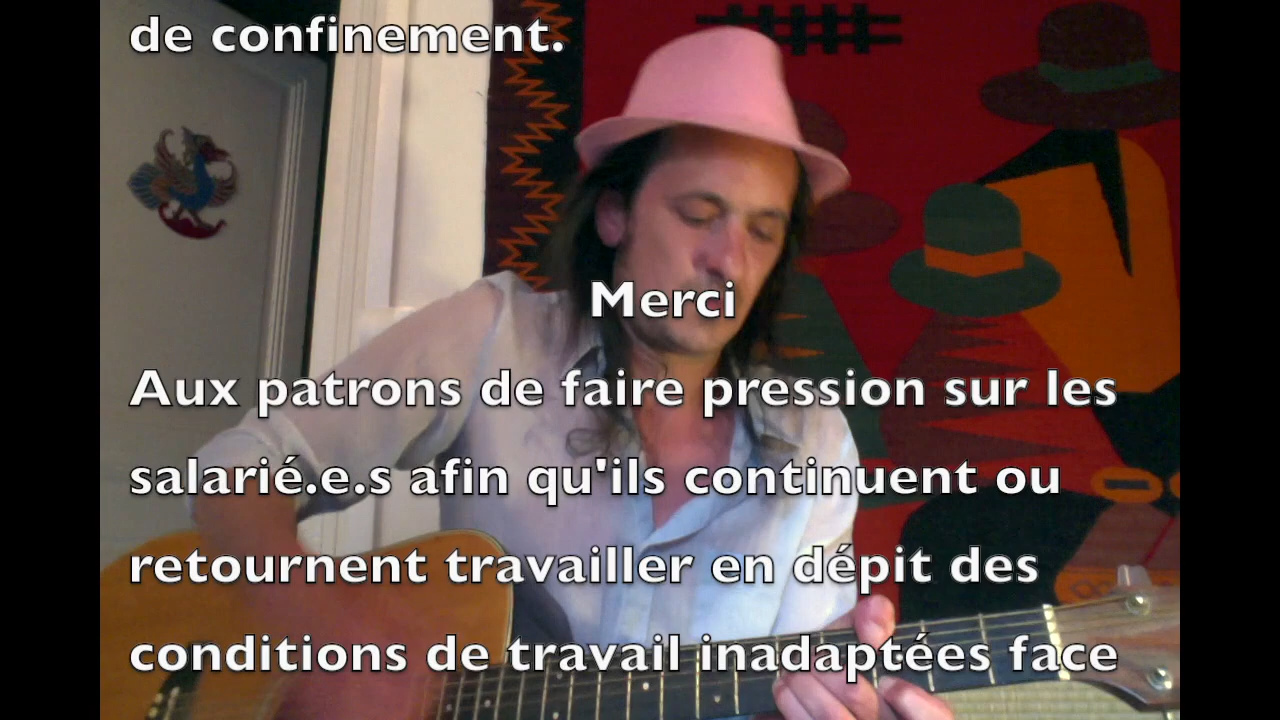 de confinement.
Merci
Aux patrons de faire pression sur les
salarié.e.s afin qu'ils continuent ou
retournent travailler en dépit des
conditions de travail inadaptées face